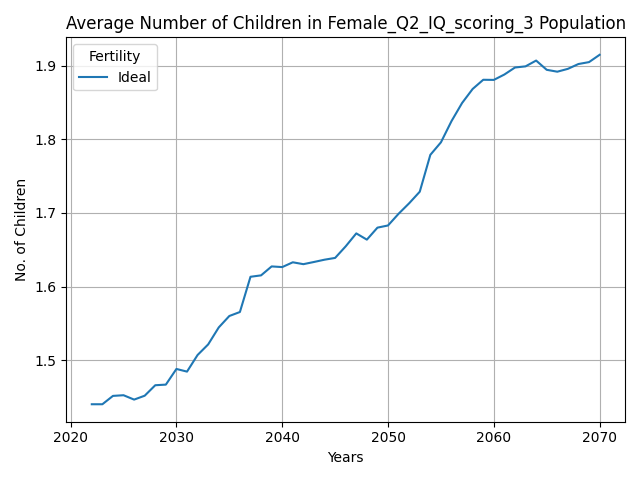 Average Number of Children in Female_Q2_IQ_scoring_3 Population
Fertility
Ideal
No. of Children
1.9
1.8
1.7
1.6
1.5
2020 2030 2040 2050 2060 2070
Years